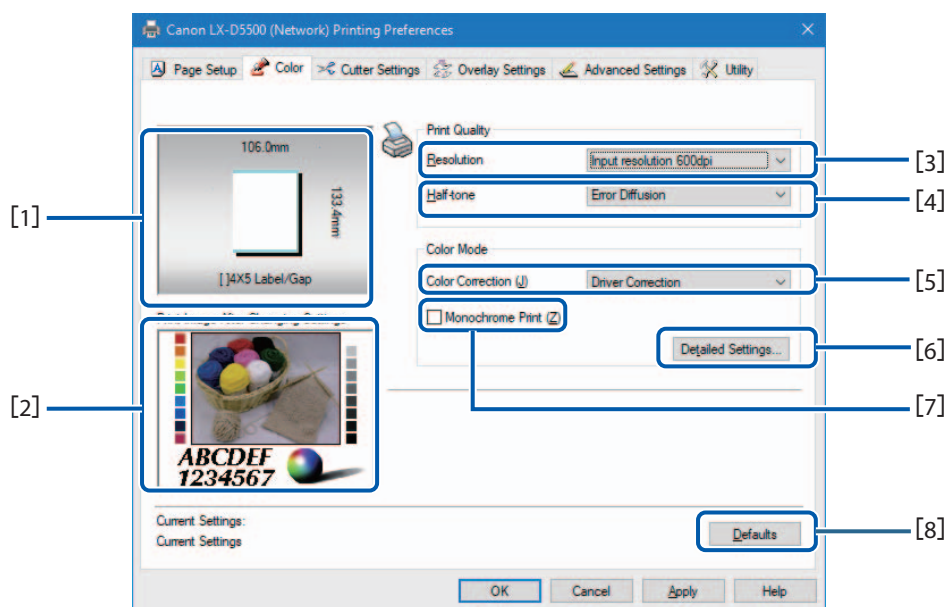 Canon LX-D5500 (Network) Printing Preferences
Page Setup Color Cutter Settings Overlay Settings Advanced Settings Utility
106.0mm
133.4mm
[ ]4X5 Label/Gap
[1]
ABCDEF
1234567
[2]
Print Quality
Resolution Input resolution 600dpi
[3]
Half-tone Error Diffusion
[4]
Color Mode
Color Correction (J) Driver Correction
[5]
Monochrome Print (Z)
Detailed Settings...
[6]
[7]
Current Settings:
Current Settings
Defaults
[8]
OK Cancel Apply Help